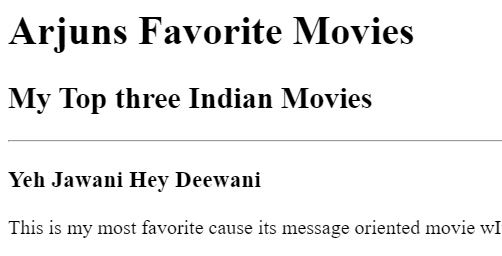 Arjuns Favorite Movies
My Top three Indian Movies
Yeh Jawani Hey Deewani
This is my most favorite cause its message oriented movie wI